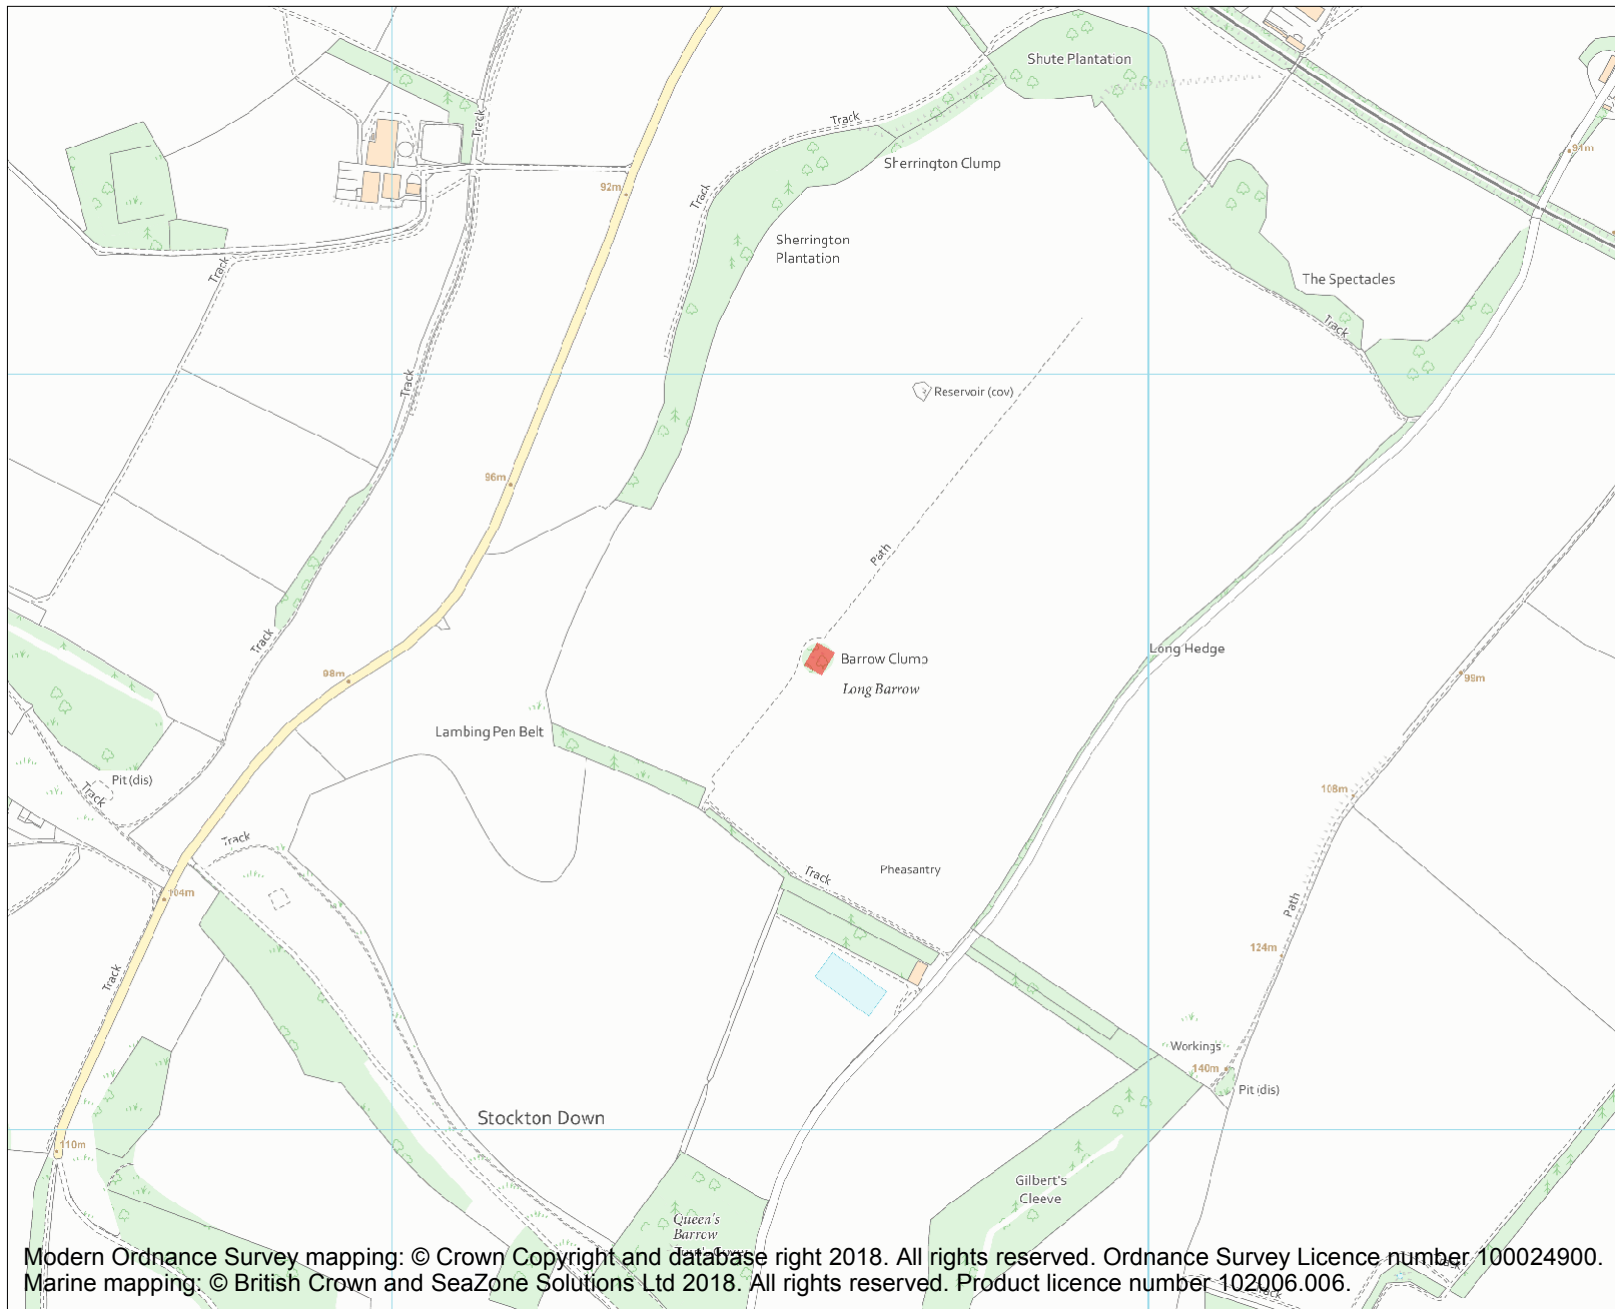 Shute Plantation
Track
Track
91m
Sherrington Clump
92m
Track
Sherrington
Plantation
Track
The Spectacles
Track
Track
Reservoir (cov)
96m
Path
Track
Long Hedge
Barrow Clump
Long Barrow
98m
99m
Lambing Pen Belt
Pit (dis)
Track
108m
Track
Pheasantry
Track
104m
Path
124m
Track
Workings
140m
Pit (dis)
Stockton Down
110m
Gilbert's
Cleeve
Queen's
Barrow
Track
Modern Ordnance Survey mapping: © Crown Copyright and database right 2018. All rights reserved. Ordnance Survey Licence number 100024900.
Marine mapping: © British Crown and SeaZone Solutions Ltd 2018. All rights reserved. Product licence number 102006.006.